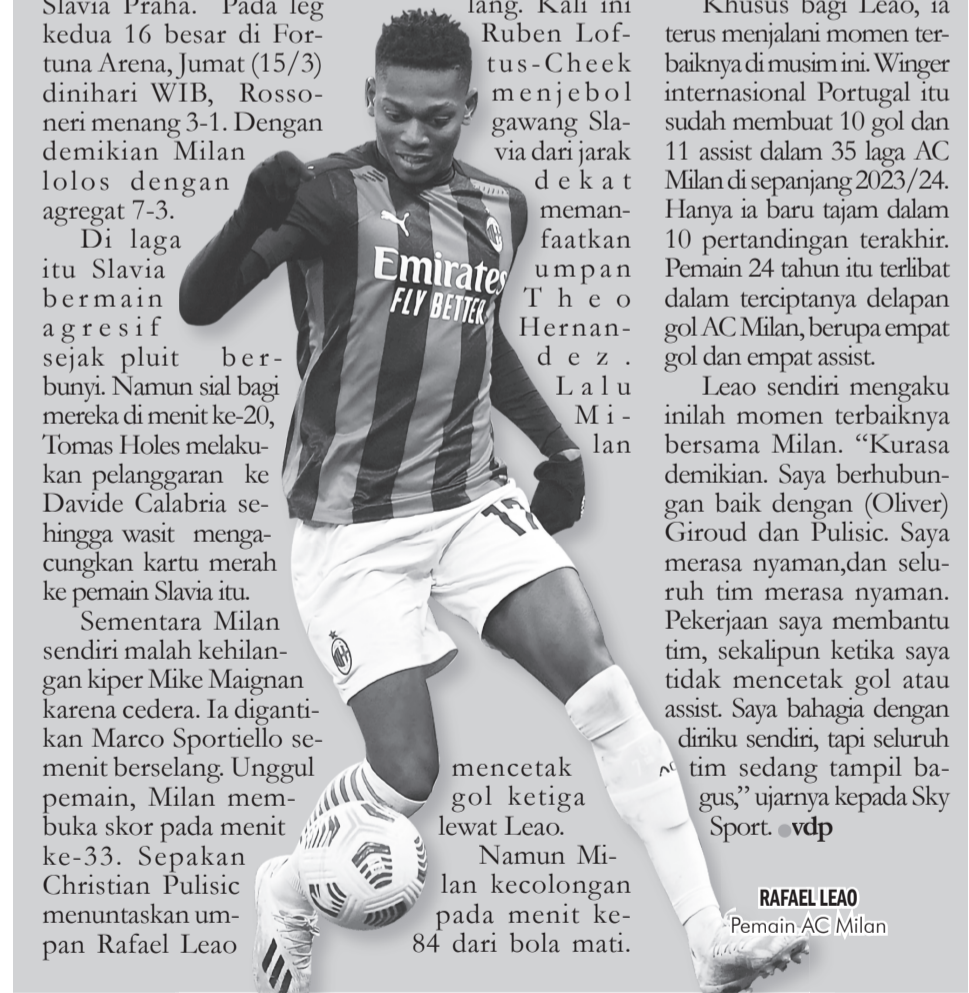 Slavia Praha. Pada leg
kedua 16 besar di For-
tuna Arena, Jumat (15/3)
dinihari WIB, Rosso-
neri menang 3-1. Dengan
demikian Milan
lolos dengan
agregat 7-3.
Di laga
itu Slavia
bermain
agresif
sejak pluit ber-
bunyi. Namun sial bagi
mereka di menit ke-20,
Tomas Holes melaku-
kan pelanggaran ke
Davide Calabria se-
hingga wasit menga-
cungkan kartu merah
ke pemain Slavia itu.
Sementara Milan
sendiri malah kehilan-
gan kiper Mike Maignan
karena cedera. Ia diganti-
kan Marco Sportiello se-
menit berselang. Unggul
pemain, Milan mem-
buka skor pada menit
ke-33. Sepakan
Christian Pulisic
menuntaskan um-
pan Rafael Leao
lang. Kali ini
Ruben Lof-
tus-Cheek
menjebol
gawang Sla-
via dari jarak
dekat
meman-
faatkan
umpan
Theo
Hernan-
dez.
Lalu
Mi-
lan
mencetak
gol ketiga
lewat Leao.
Namun Mi-
lan kecolongan
pada menit ke-
84 dari bola mati.
Khusus bagi Leao, ia
terus menjalani momen ter-
baiknya di musim ini. Winger
internasional Portugal itu
sudah membuat 10 gol dan
11 assist dalam 35 laga AC
Milan di sepanjang 2023/24.
Hanya ia baru tajam dalam
10 pertandingan terakhir.
Pemain 24 tahun itu terlibat
dalam terciptanya delapan
gol AC Milan, berupa empat
gol dan empat assist.
Leao sendiri mengaku
inilah momen terbaiknya
bersama Milan. “Kurasa
demikian. Saya berhubun-
gan baik dengan (Oliver)
Giroud dan Pulisic. Saya
merasa nyaman,dan selu-
ruh tim merasa nyaman.
Pekerjaan saya membantu
tim, sekalipun ketika saya
tidak mencetak gol atau
assist. Saya bahagia dengan
diriku sendiri, tapi seluruh
tim sedang tampil ba-
gus,” ujarnya kepada Sky
Sport. ●vdp
Emirates
FLY BETTER
17
RAFAEL LEAO
Pemain AC Milan